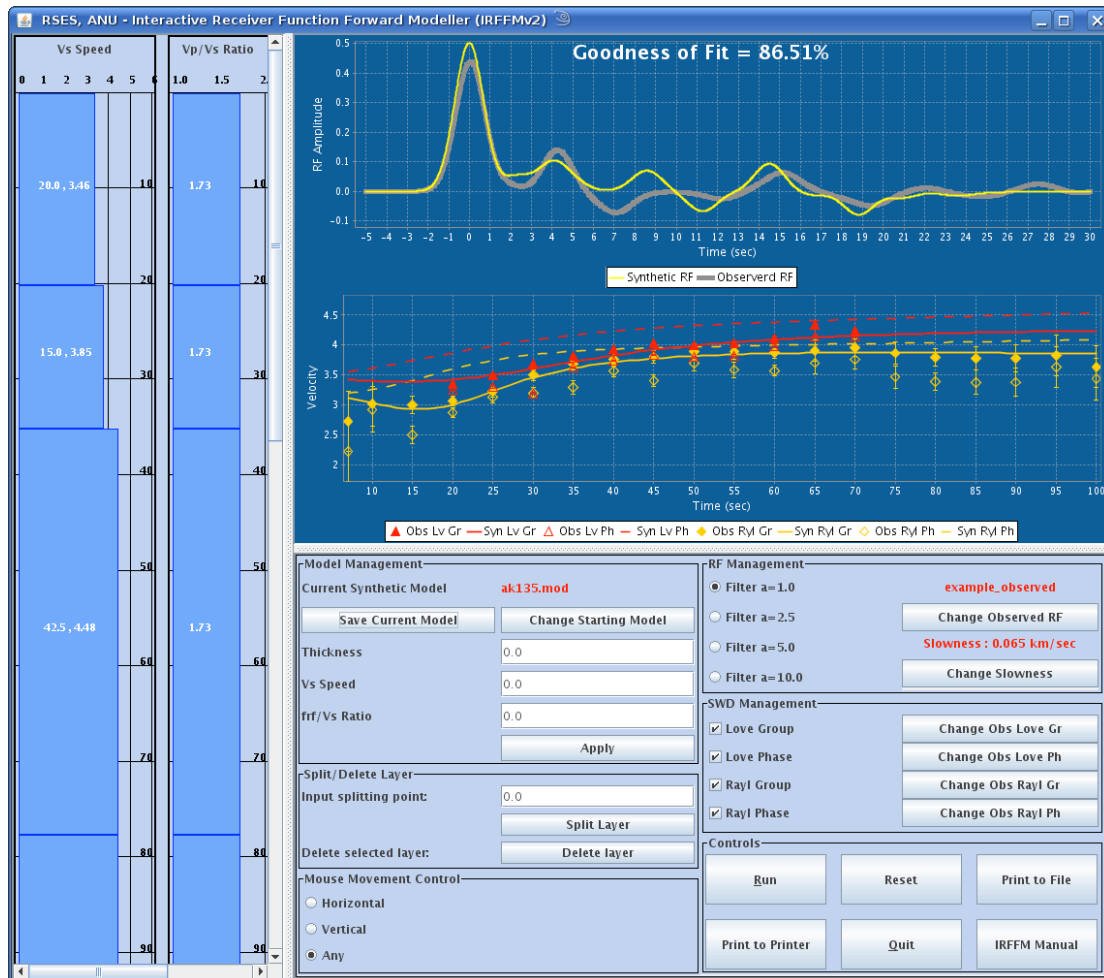 RSES, ANU - Interactive Receiver Function Forward Modeller (IRFFMv2)
Vs Speed
0 1 2 3 4 5 6
20.0 , 3.46
15.0 , 3.85
42.5 , 4.48
10
20
30
40
50
60
70
80
90
Vp/Vs Ratio
1.0 1.5 2.
1.73
1.73
1.73
10
20
30
40
50
60
70
80
90
Goodness of Fit = 86.51%
RF Amplitude
0.5
0.4
0.3
0.2
0.1
0.0
-0.1
-5 -4 -3 -2 -1 0 1 2 3 4 5 6 7 8 9 10 11 12 13 14 15 16 17 18 19 20 21 22 23 24 25 26 27 28 29 30
Time (sec)
Synthetic RF Observerd RF
Velocity
4.5
4
3.5
3
2.5
2
10 15 20 25 30 35 40 45 50 55 60 65 70 75 80 85 90 95 100
Time (sec)
Obs Lv Gr Syn Lv Gr Obs Lv Ph Syn Lv Ph Obs Ryl Gr Syn Ryl Gr Obs Ryl Ph Syn Ryl Ph
Model Management
Current Synthetic Model ak135.mod
Save Current Model Change Starting Model
Thickness 0.0
Vs Speed 0.0
frf/Vs Ratio 0.0
Apply
Split/Delete Layer
Input splitting point: 0.0
Split Layer
Delete selected layer: Delete layer
Mouse Movement Control
Horizontal
Vertical
Any
RF Management
Filter a=1.0 example_observed
Filter a=2.5 Change Observed RF
Filter a=5.0 Slowness : 0.065 km/sec
Filter a=10.0 Change Slowness
SWD Management
Love Group Change Obs Love Gr
Love Phase Change Obs Love Ph
Rayl Group Change Obs Rayl Gr
Rayl Phase Change Obs Rayl Ph
Controls
Run Reset Print to File
Print to Printer Quit IRFFM Manual